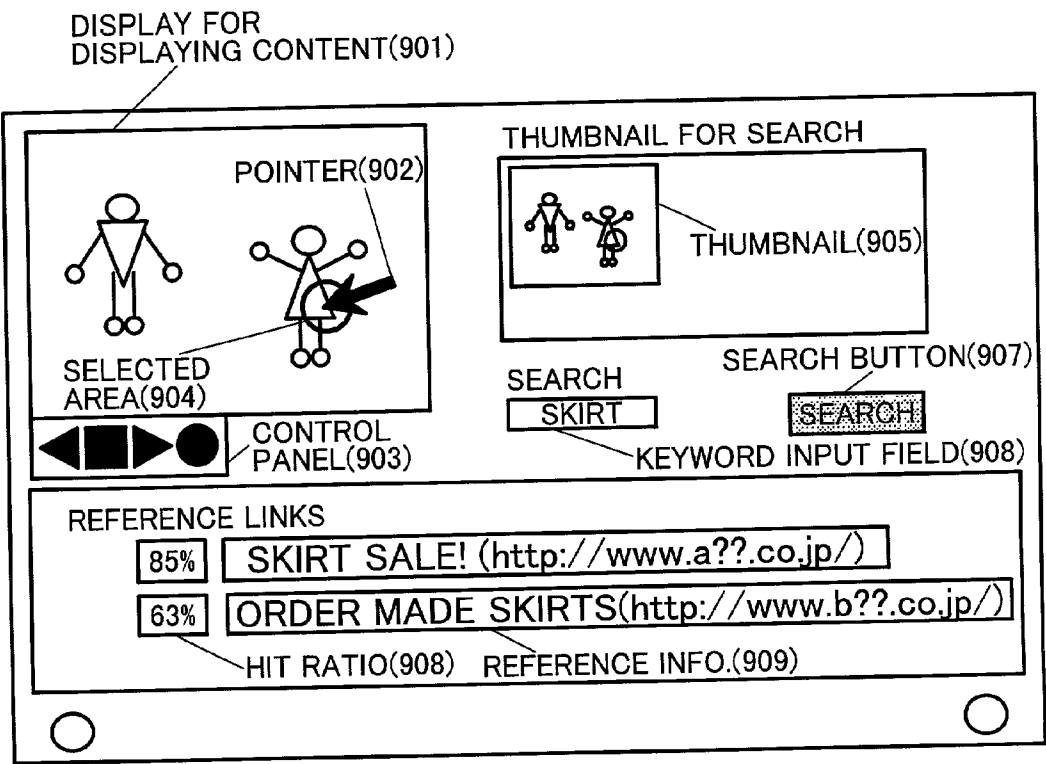 DISPLAY FOR
DISPLAYING CONTENT(901)
POINTER(902)
SELECTED
AREA(904)
CONTROL
PANEL(903)
THUMBNAIL FOR SEARCH
THUMBNAIL(905)
SEARCH BUTTON(907)
SEARCH
SKIRT
SEARCH
KEYWORD INPUT FIELD(908)
REFERENCE LINKS
85% SKIRT SALE! (http://www.a??.co.jp/)
63% ORDER MADE SKIRTS(http://www.b??.co.jp/)
HIT RATIO(908) REFERENCE INFO.(909)